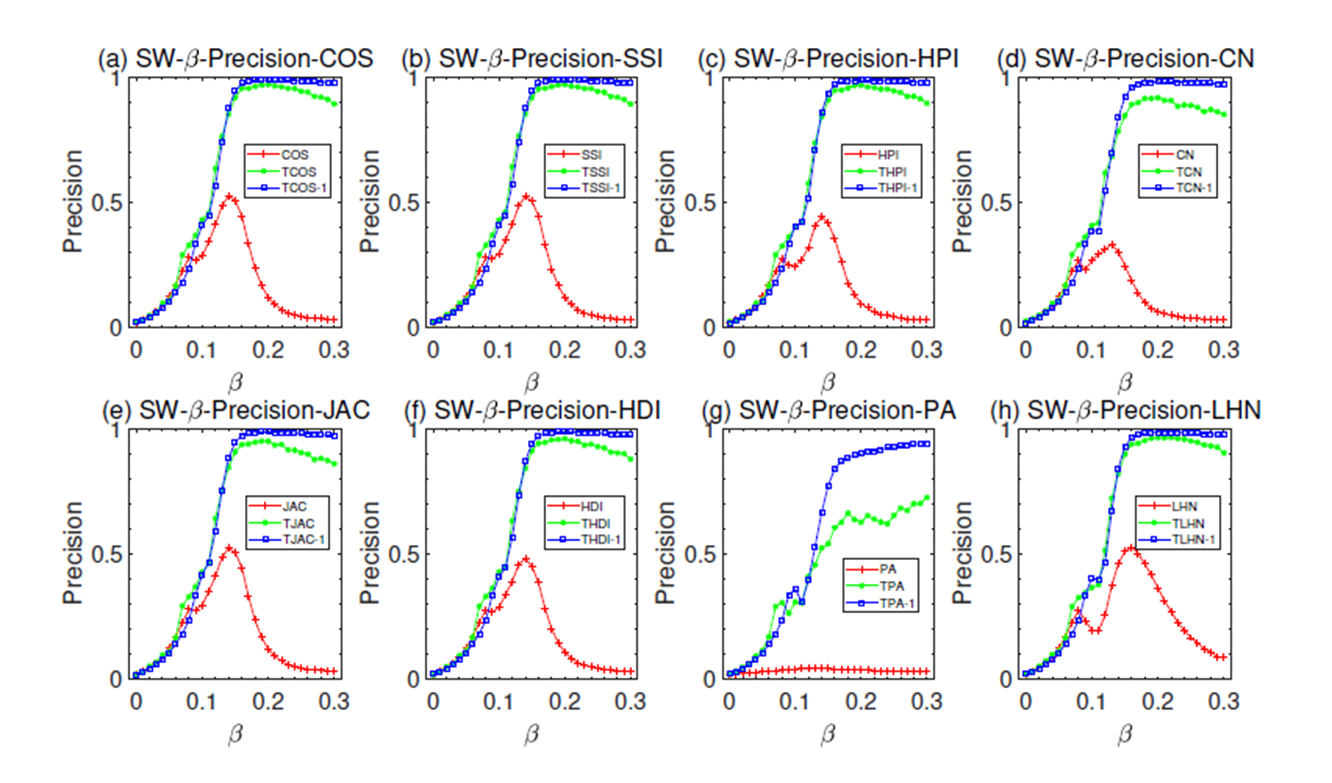 (a) SW-β-Precision-COS
Precision
1
0.5
0
COS
TCOS
TCOS-1
0 0.1 0.2 0.3
β
(b) SW-β-Precision-SSI
Precision
1
0.5
0
SSI
TSSI
TSSI-1
0 0.1 0.2 0.3
β
(c) SW-β-Precision-HPI
Precision
1
0.5
0
HPI
THPI
THPI-1
0 0.1 0.2 0.3
β
(d) SW-β-Precision-CN
Precision
1
0.5
0
CN
TCN
TCN-1
0 0.1 0.2 0.3
β
(e) SW-β-Precision-JAC
Precision
1
0.5
0
JAC
TJAC
TJAC-1
0 0.1 0.2 0.3
β
(f) SW-β-Precision-HDI
Precision
1
0.5
0
HDI
THDI
THDI-1
0 0.1 0.2 0.3
β
(g) SW-β-Precision-PA
Precision
1
0.5
0
PA
TPA
TPA-1
0 0.1 0.2 0.3
β
(h) SW-β-Precision-LHN
Precision
1
0.5
0
LHN
TLHN
TLHN-1
0 0.1 0.2 0.3
β